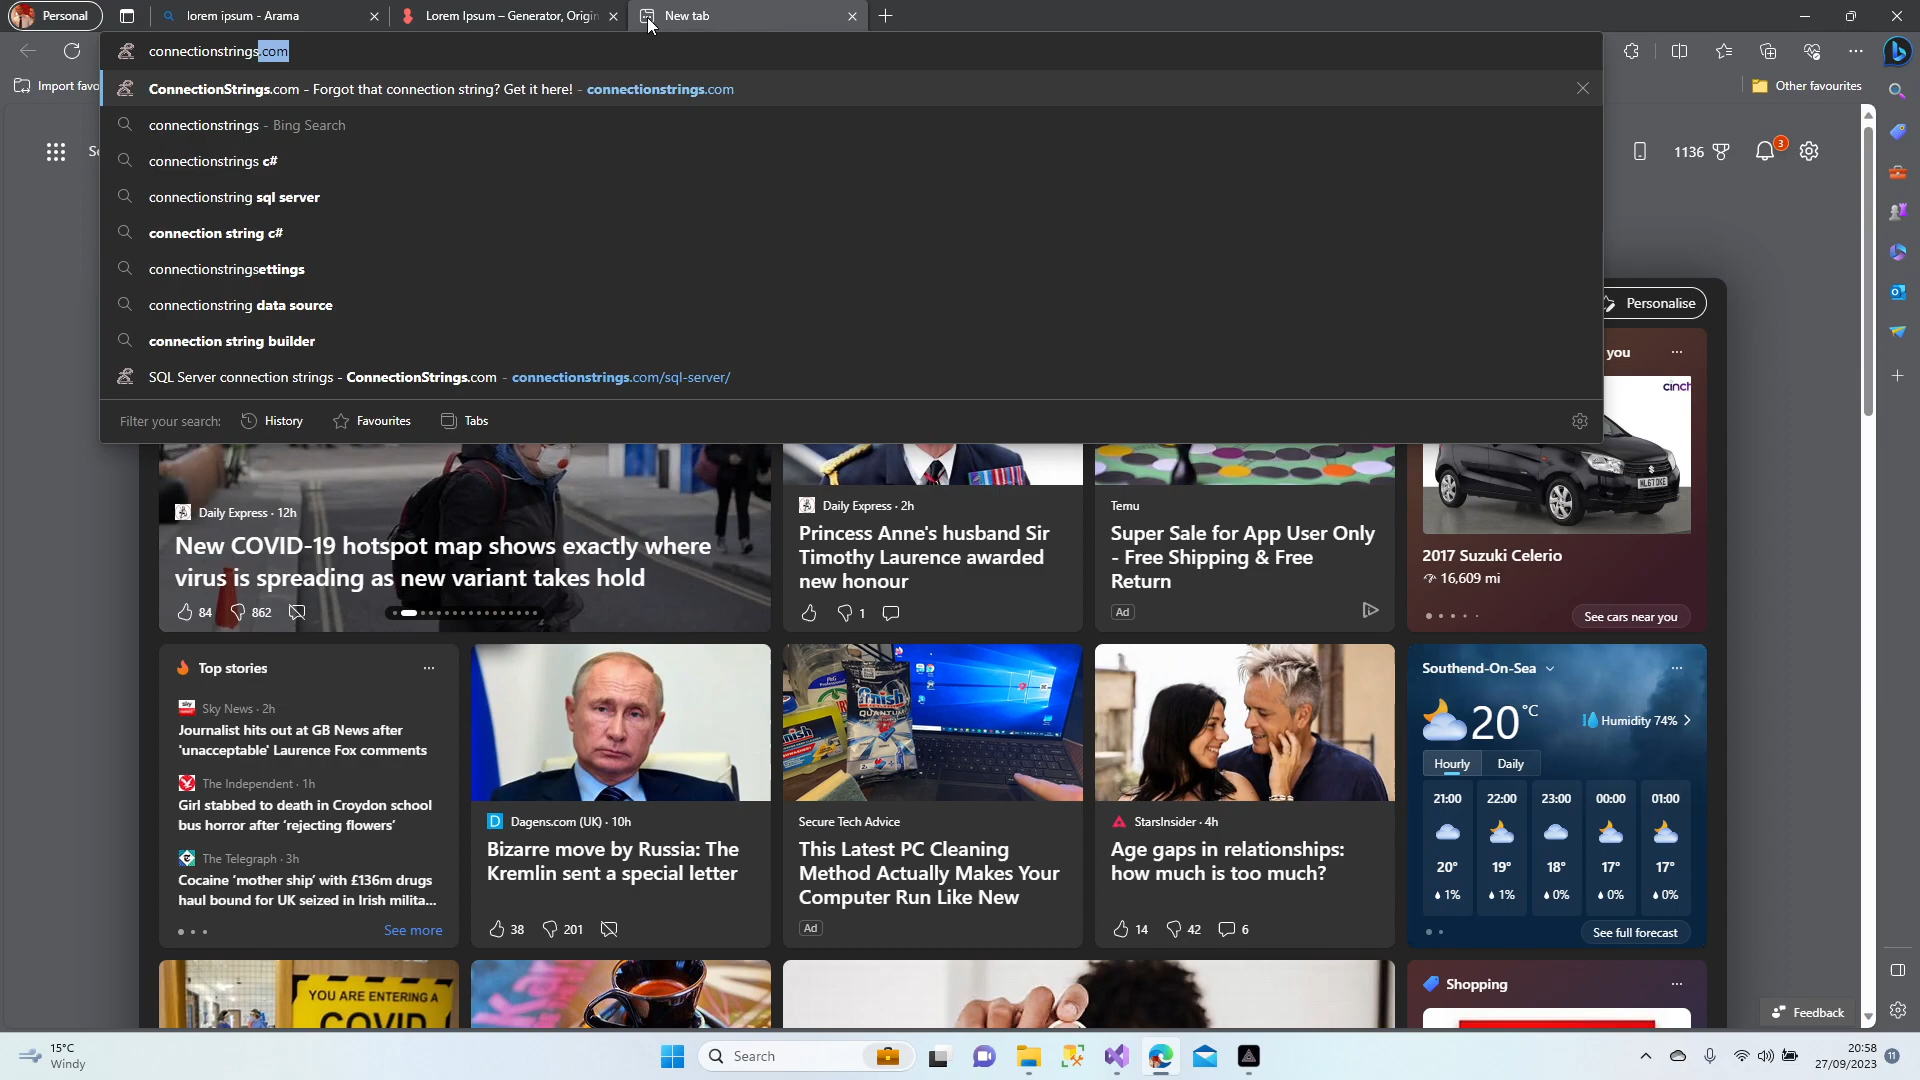 Personal
lorem ipsum - Arama
Lorem Ipsum – Generator, Origin
New tab
connectionstrings.com
Import favo
ConnectionStrings.com - Forgot that connection string? Get it here! - connectionstrings.com
Other favourites
connectionstrings - Bing Search
connectionstrings c#
1136
3
connectionstring sql server
connection string c#
connectionstringsettings
connectionstring data source
Personalise
connection string builder
you
SQL Server connection strings - ConnectionStrings.com - connectionstrings.com/sql-server/
cinch
Filter your search:
History
Favourites
Tabs
NL67 DKE
Daily Express · 12h
New COVID-19 hotspot map shows exactly where
virus is spreading as new variant takes hold
84
862
Daily Express · 2h
Princess Anne's husband Sir
Timothy Laurence awarded
new honour
1
Temu
Super Sale for App User Only
- Free Shipping & Free
Return
Ad
2017 Suzuki Celerio
16,609 mi
See cars near you
Top stories
Sky News · 2h
Journalist hits out at GB News after
'unacceptable' Laurence Fox comments
The Independent · 1h
Girl stabbed to death in Croydon school
bus horror after 'rejecting flowers'
The Telegraph · 3h
Cocaine 'mother ship' with £136m drugs
haul bound for UK seized in Irish milita...
See more
Dagens.com (UK) · 10h
Bizarre move by Russia: The
Kremlin sent a special letter
38
201
finish
QUANTUM
Secure Tech Advice
This Latest PC Cleaning
Method Actually Makes Your
Computer Run Like New
Ad
StarsInsider · 4h
Age gaps in relationships:
how much is too much?
14
42
6
Southend-On-Sea
20 °C
Humidity 74%
Hourly
Daily
21:00 22:00 23:00 00:00 01:00
20° 19° 18° 17° 17°
1% 1% 0% 0% 0%
See full forecast
YOU ARE ENTERING A
COVID
Shopping
Feedback
15°C
Windy
Search
20:58
27/09/2023
11